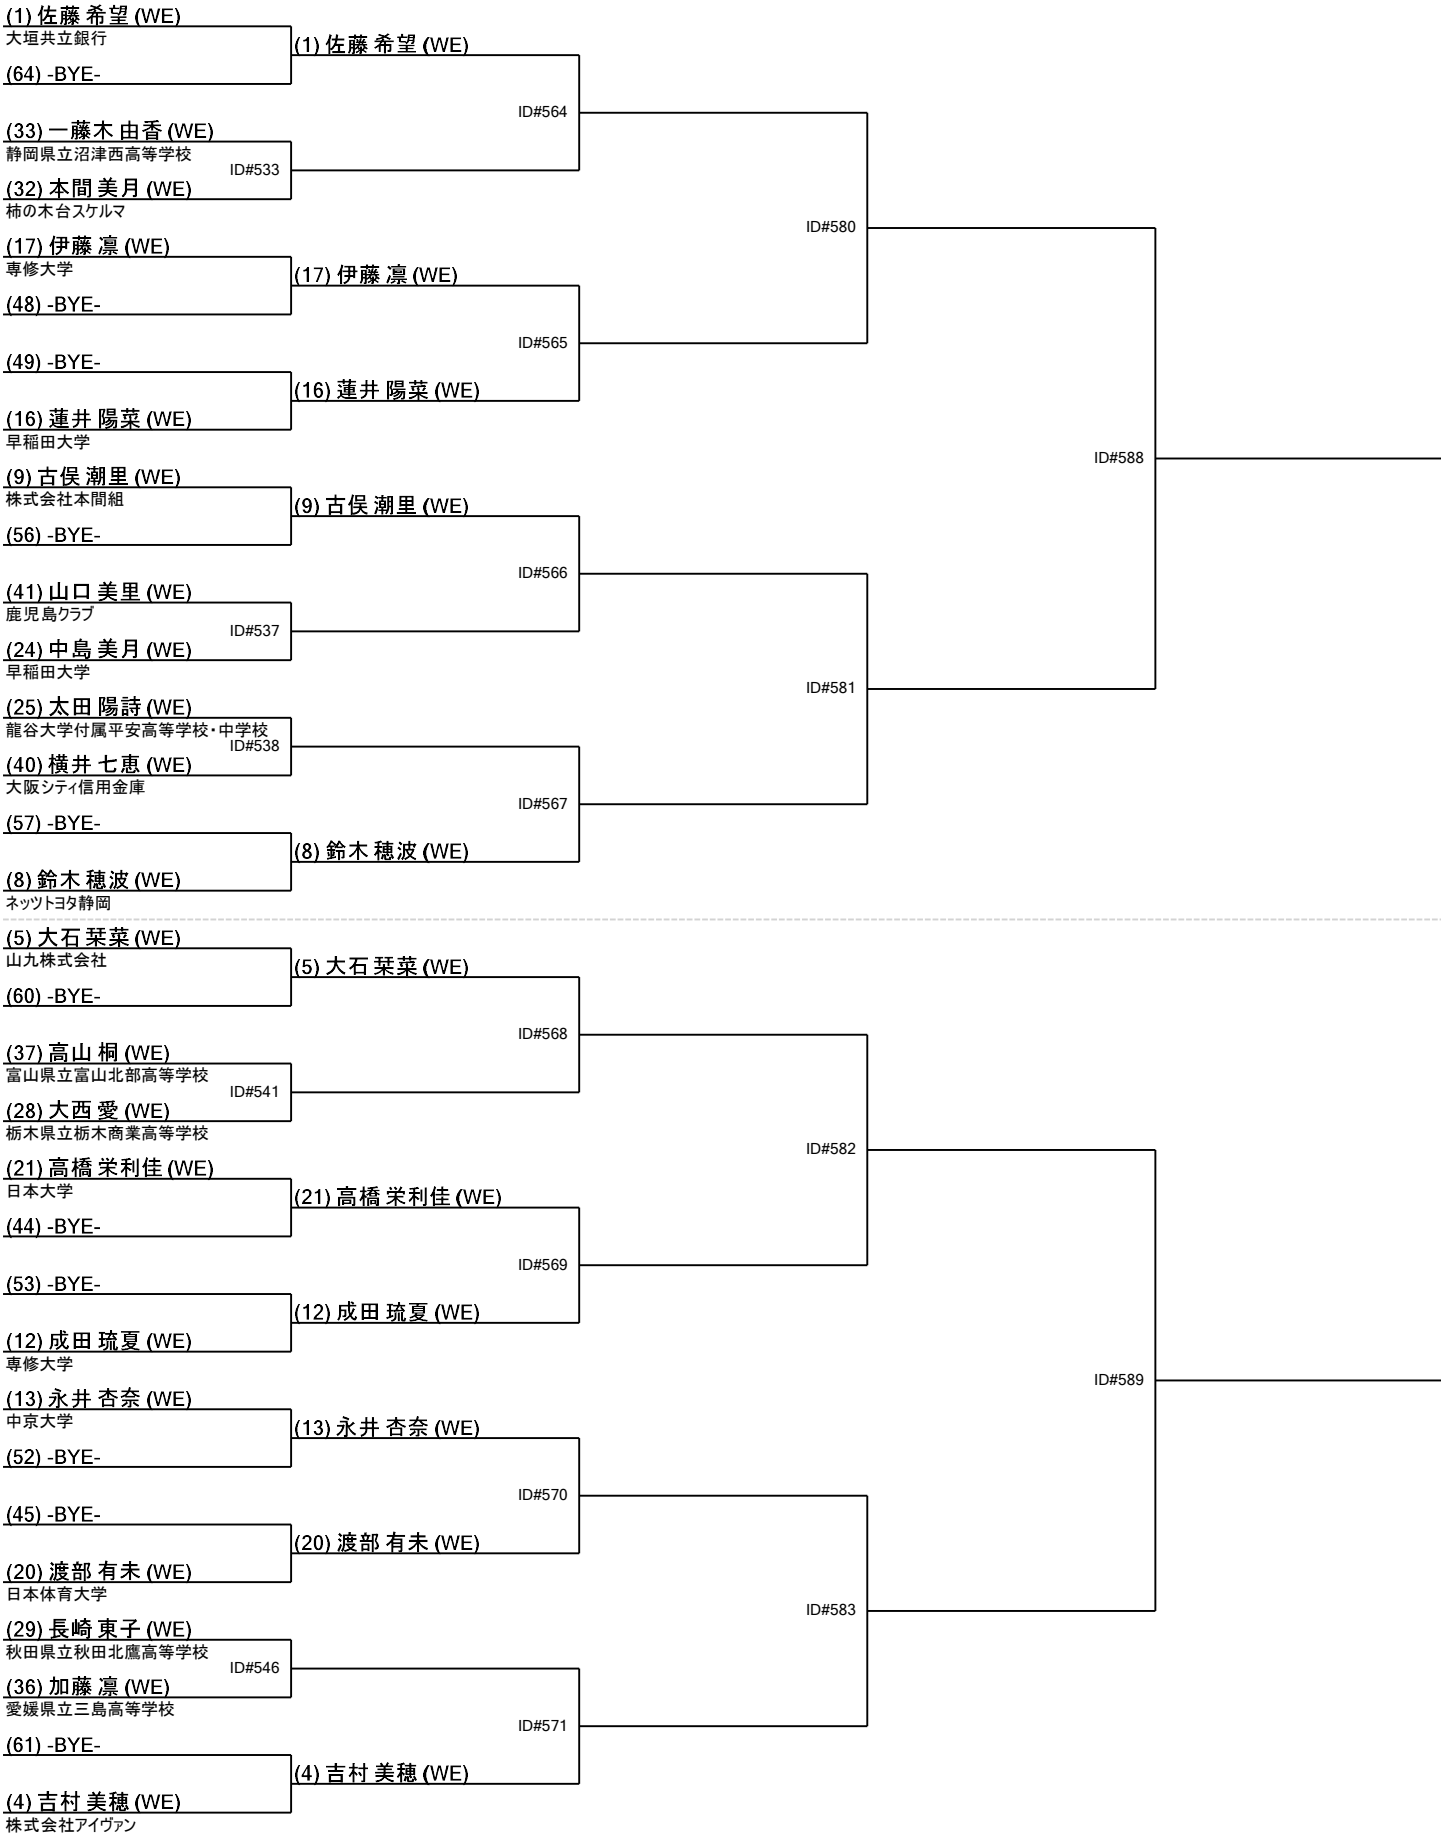 (1) 佐藤 希望 (WE)
大垣共立銀行
(1) 佐藤 希望 (WE)
(64) -BYE-
ID#564
(33) 一藤木 由香 (WE)
静岡県立沼津西高等学校
ID#533
(32) 本間 美月 (WE)
柿の木台スケルマ
ID#580
(17) 伊藤 凛 (WE)
専修大学
(17) 伊藤 凛 (WE)
(48) -BYE-
ID#565
(49) -BYE-
(16) 蓮井 陽菜 (WE)
(16) 蓮井 陽菜 (WE)
早稲田大学
ID#588
(9) 古俣 潮里 (WE)
株式会社本間組
(9) 古俣 潮里 (WE)
(56) -BYE-
ID#566
(41) 山口 美里 (WE)
鹿児島クラブ
ID#537
(24) 中島 美月 (WE)
早稲田大学
ID#581
(25) 太田 陽詩 (WE)
龍谷大学付属平安高等学校・中学校
ID#538
(40) 横井 七恵 (WE)
大阪シティ信用金庫
ID#567
(57) -BYE-
(8) 鈴木 穂波 (WE)
(8) 鈴木 穂波 (WE)
ネッツトヨタ静岡
(5) 大石 栞菜 (WE)
山九株式会社
(5) 大石 栞菜 (WE)
(60) -BYE-
ID#568
(37) 高山 桐 (WE)
富山県立富山北部高等学校
ID#541
(28) 大西 愛 (WE)
栃木県立栃木商業高等学校
ID#582
(21) 高橋 栄利佳 (WE)
日本大学
(21) 高橋 栄利佳 (WE)
(44) -BYE-
ID#569
(53) -BYE-
(12) 成田 琉夏 (WE)
(12) 成田 琉夏 (WE)
専修大学
ID#589
(13) 永井 杏奈 (WE)
中京大学
(13) 永井 杏奈 (WE)
(52) -BYE-
ID#570
(45) -BYE-
(20) 渡部 有未 (WE)
(20) 渡部 有未 (WE)
日本体育大学
ID#583
(29) 長崎 東子 (WE)
秋田県立秋田北鷹高等学校
ID#546
(36) 加藤 凛 (WE)
愛媛県立三島高等学校
ID#571
(61) -BYE-
(4) 吉村 美穂 (WE)
(4) 吉村 美穂 (WE)
株式会社アイヴァン